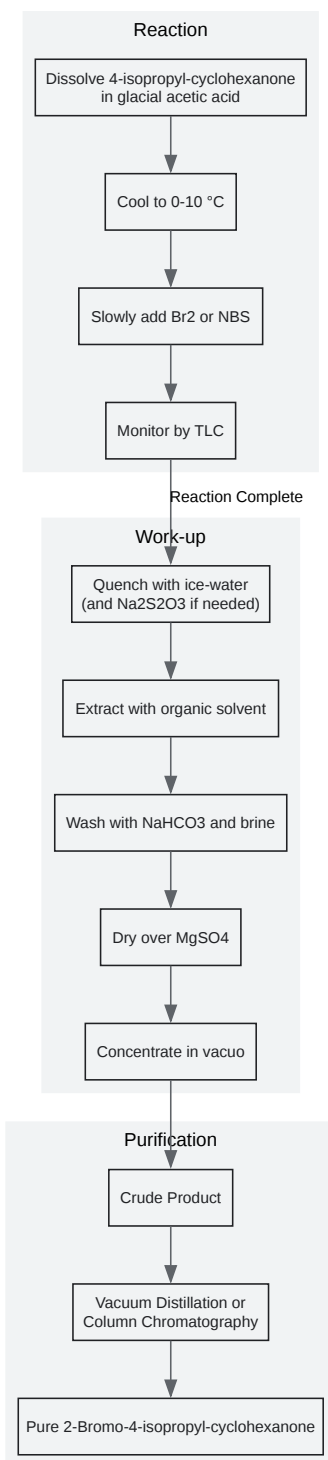 Reaction
Dissolve 4-isopropyl-cyclohexanone
in glacial acetic acid
Cool to 0-10 °C
Slowly add Br2 or NBS
Monitor by TLC
Reaction Complete
Work-up
Quench with ice-water
(and Na2S2O3 if needed)
Extract with organic solvent
Wash with NaHCO3 and brine
Dry over MgSO4
Concentrate in vacuo
Purification
Crude Product
Vacuum Distillation or
Column Chromatography
Pure 2-Bromo-4-isopropyl-cyclohexanone